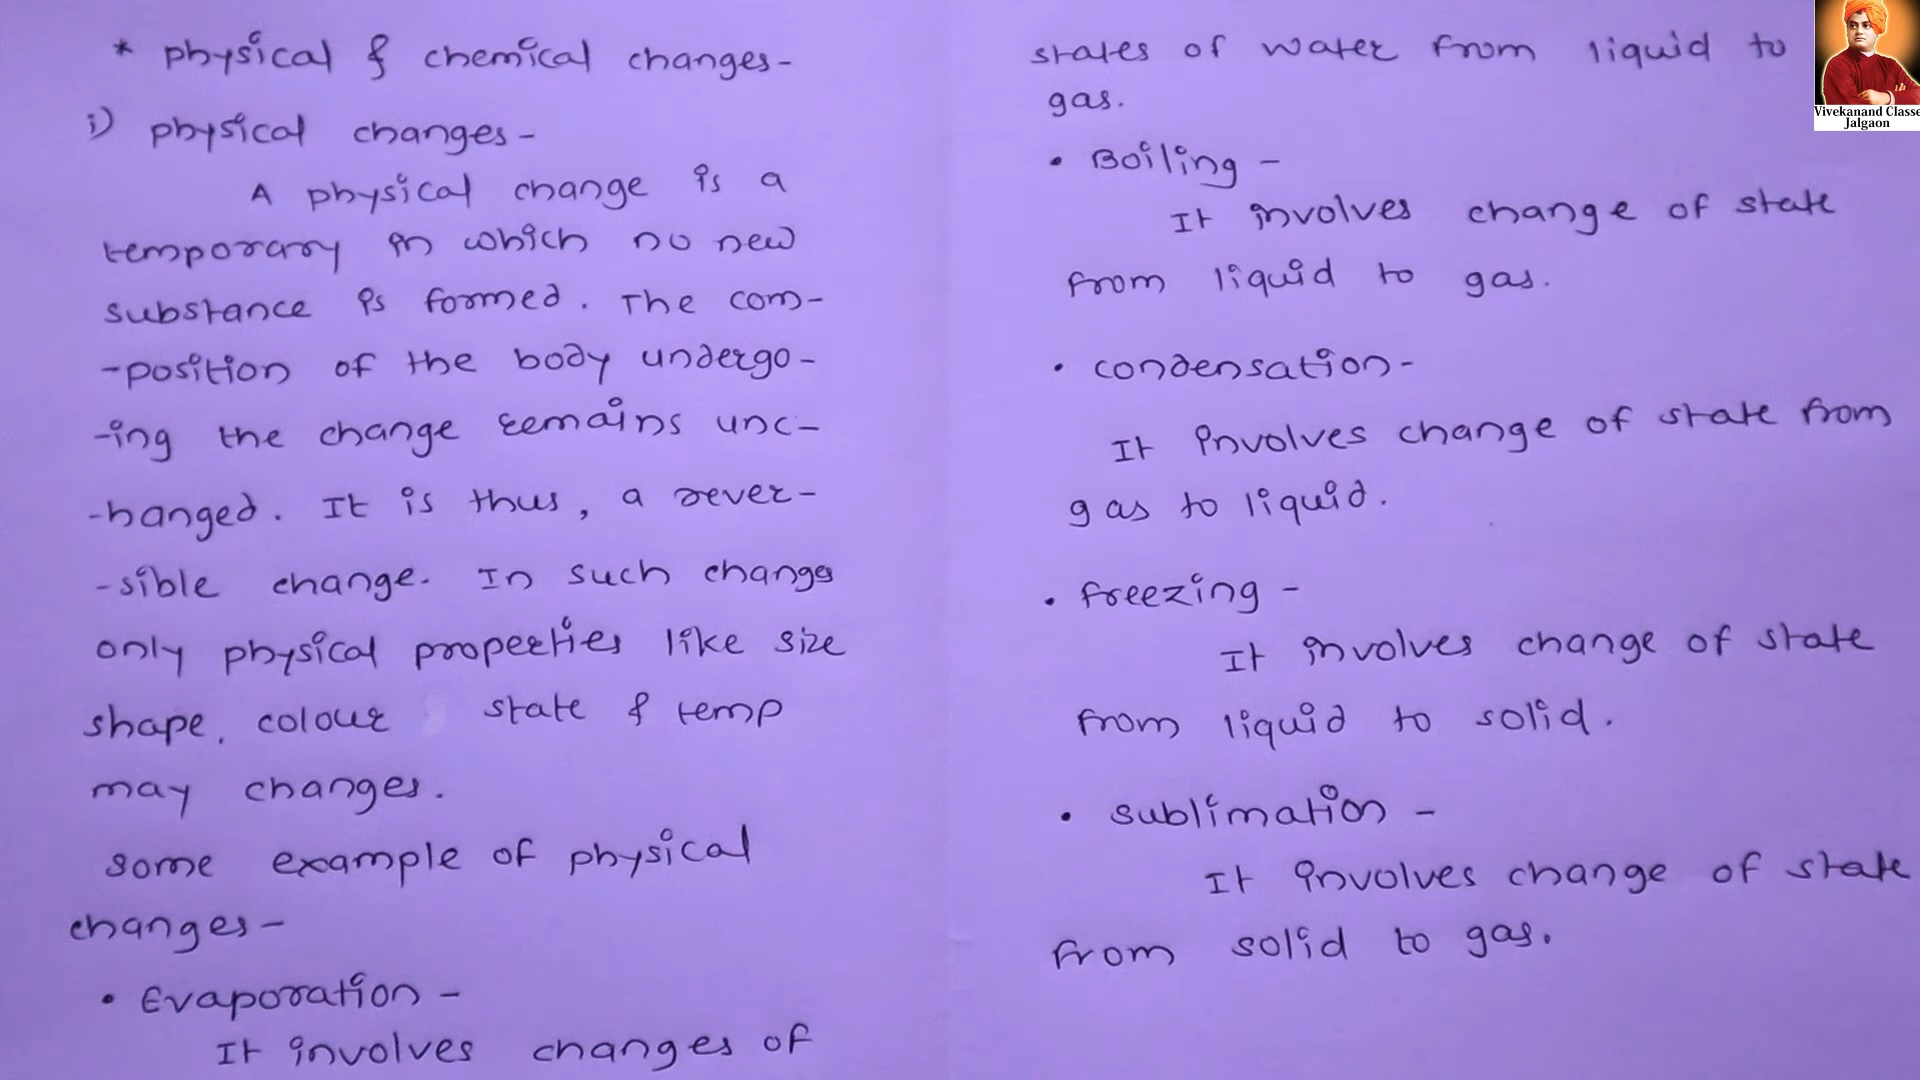 * physical & chemical changes-
i) physical changes-
A physical change is a
temporary in which no new
substance is formed. The com-
-position of the body undergo-
-ing the change remains unc-
-hanged. It is thus, a rever-
-sible change. In such changes
only physical properties like size
shape, colour state & temp
may changes.
some example of physical
changes-
• Evaporation-
It involves changes of
states of water from liquid to
gas.
• Boiling-
It involves change of state
from liquid to gas.
• condensation-
It involves change of state from
gas to liquid.
• freezing-
It involves change of state
from liquid to solid.
• sublimation-
It involves change of state
from solid to gas.
Vivekanand Classe
Jalgaon